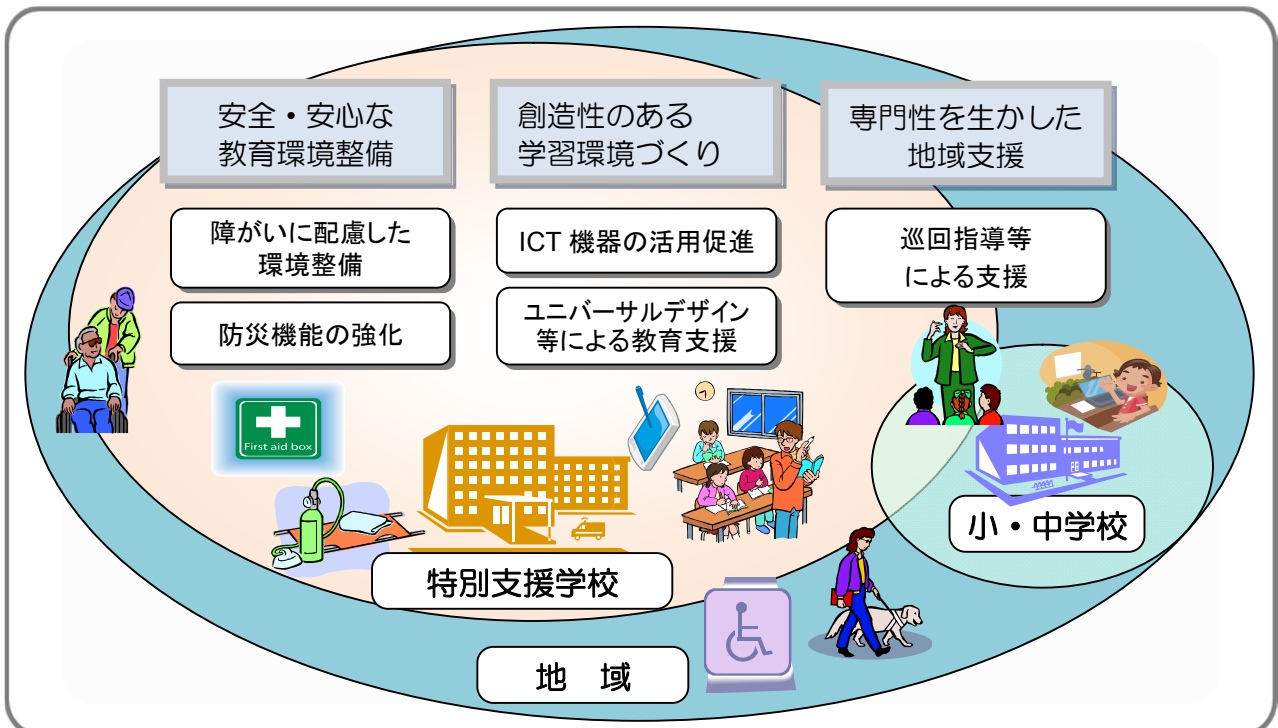 安全・安心な
教育環境整備
創造性のある
学習環境づくり
専門性を生かした
地域支援
障がいに配慮した
環境整備
防災機能の強化
ICT 機器の活用促進
ユニバーサルデザイン
等による教育支援
巡回指導等
による支援
First aid box
小・中学校
特別支援学校
地　域